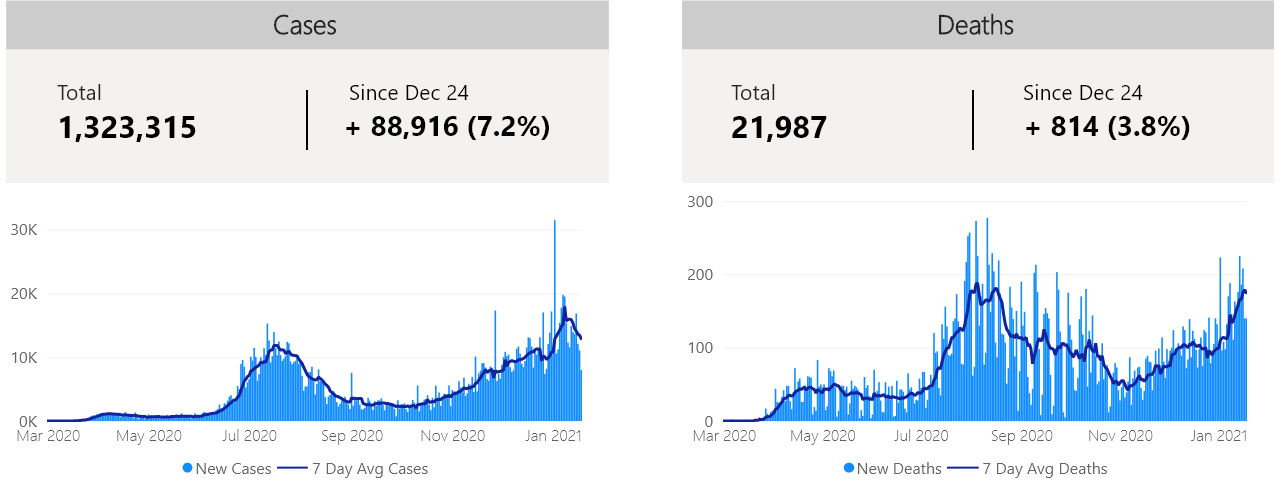 Cases
Total
Since Dec 24
1,323,315
+ 88,916 (7.2%)
30K
20K
10K
0K
Mar 2020 May 2020 Jul 2020 Sep 2020 Nov 2020 Jan 2021
New Cases 7 Day Avg Cases
Deaths
Total
Since Dec 24
21,987
+ 814 (3.8%)
300
200
100
0
Mar 2020 May 2020 Jul 2020 Sep 2020 Nov 2020 Jan 2021
New Deaths 7 Day Avg Deaths